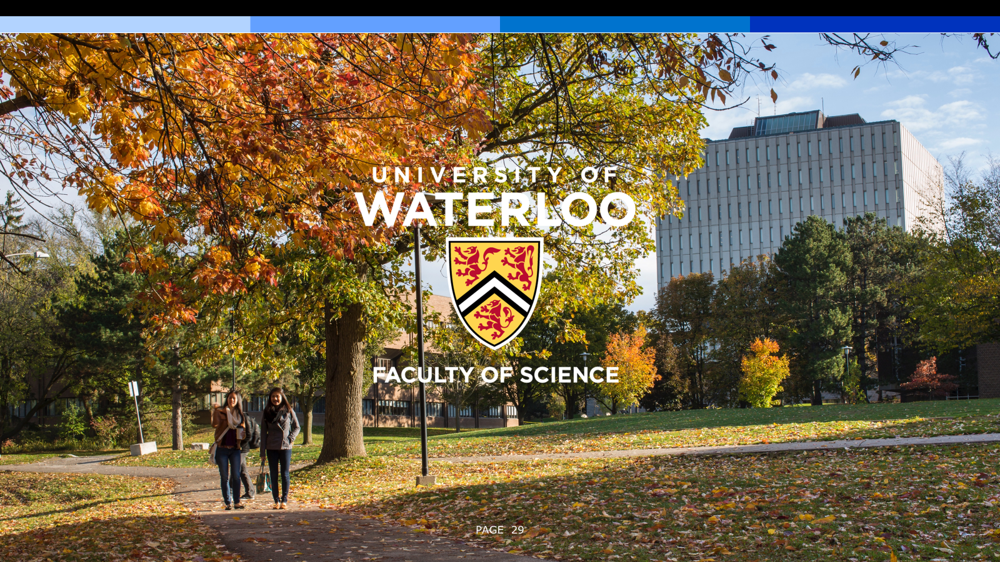 UNIVERSITY OF
WATERLOO
FACULTY OF SCIENCE
PAGE 29